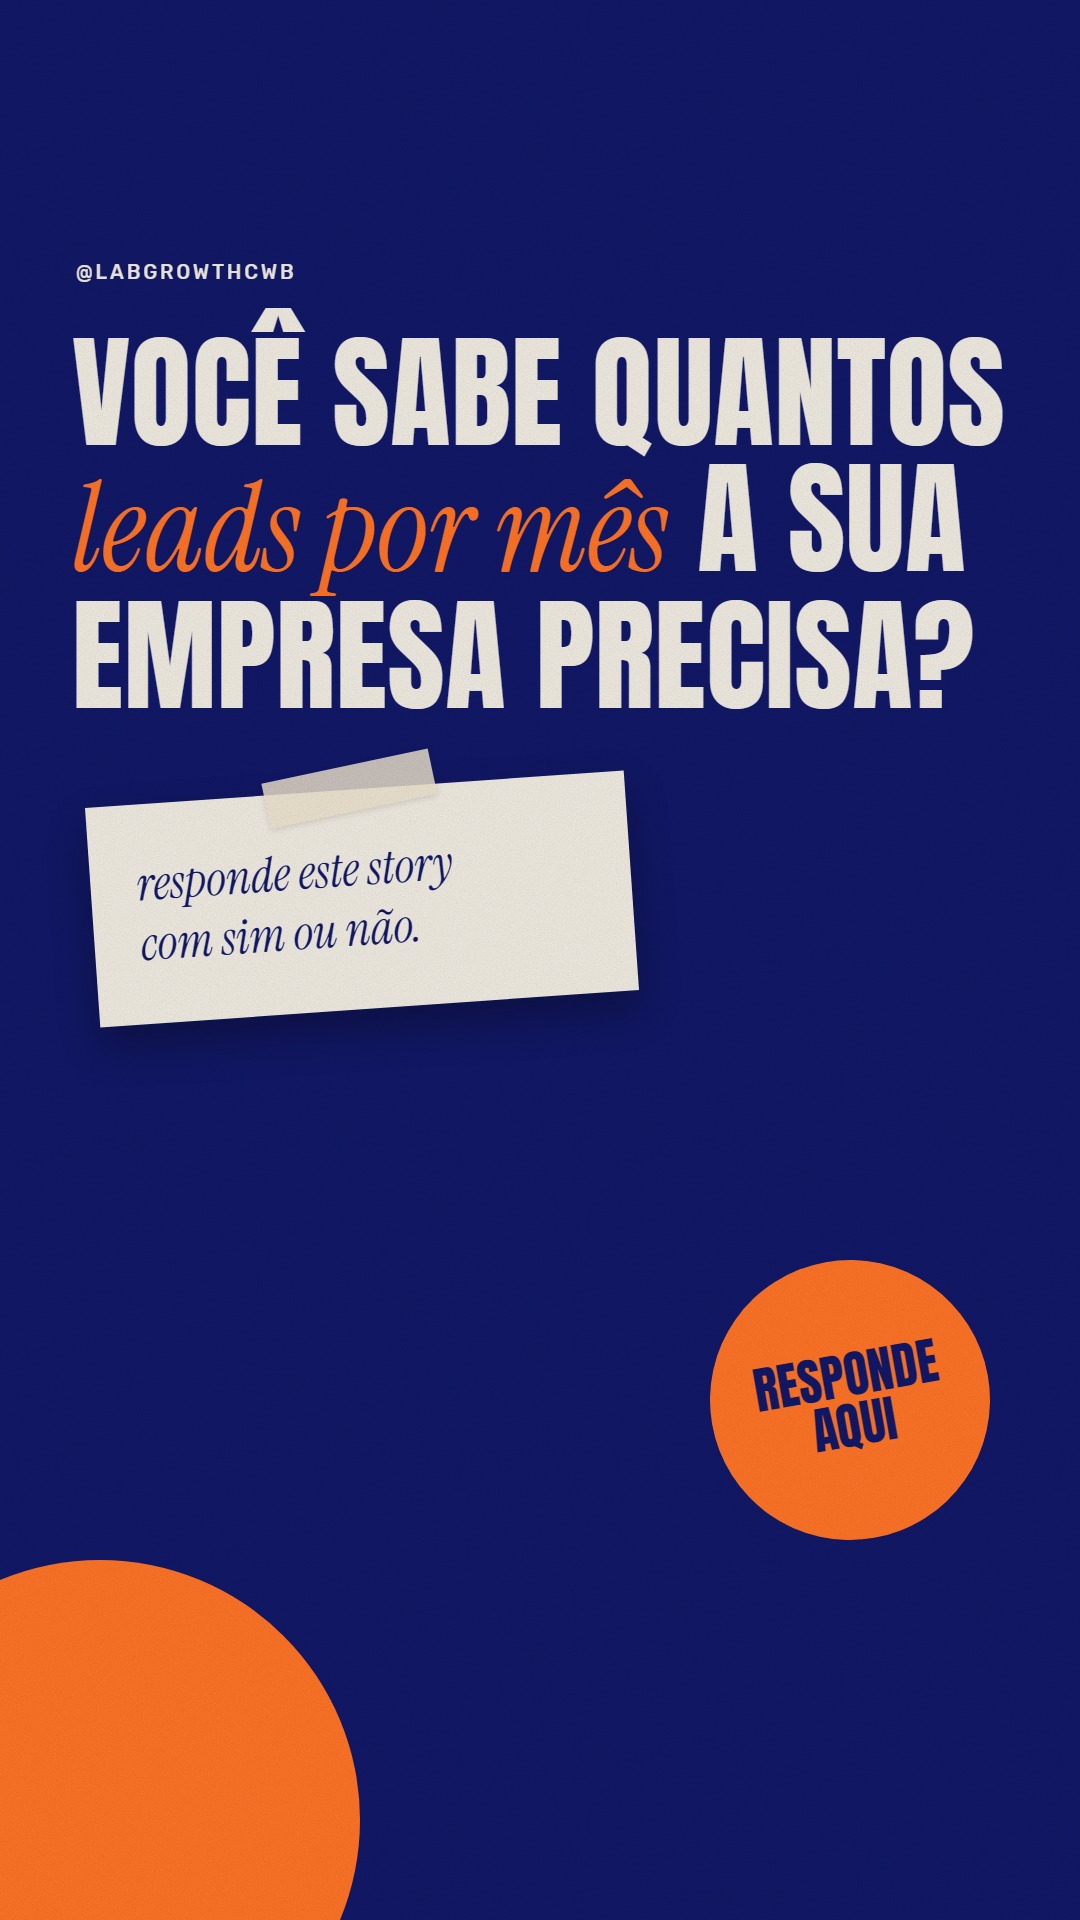 @LABGROWTHCWB
VOCÊ SABE QUANTOS
leads por mês A SUA
EMPRESA PRECISA?
responde este story
com sim ou não.
RESPONDE
AQUI